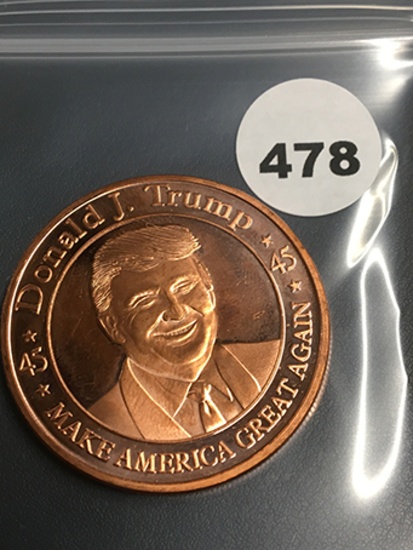 478
Donald J. Trump
45 45
MAKE AMERICA GREAT AGAIN